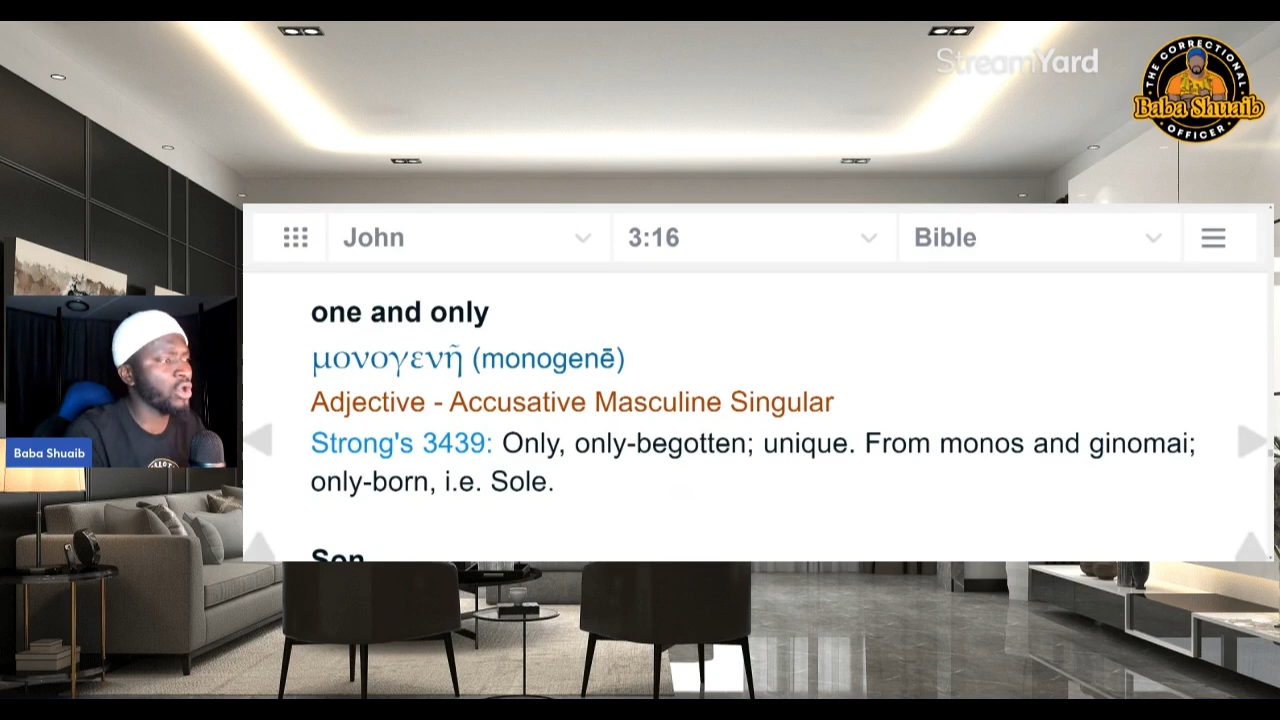 StreamYard
THE CORRECTIONAL
Baba Shuaib
OFFICER
John
3:16
Bible
one and only
μονογενῆ (monogenē)
Adjective - Accusative Masculine Singular
Strong's 3439: Only, only-begotten; unique. From monos and ginomai;
only-born, i.e. Sole.
Baba Shuaib
Son